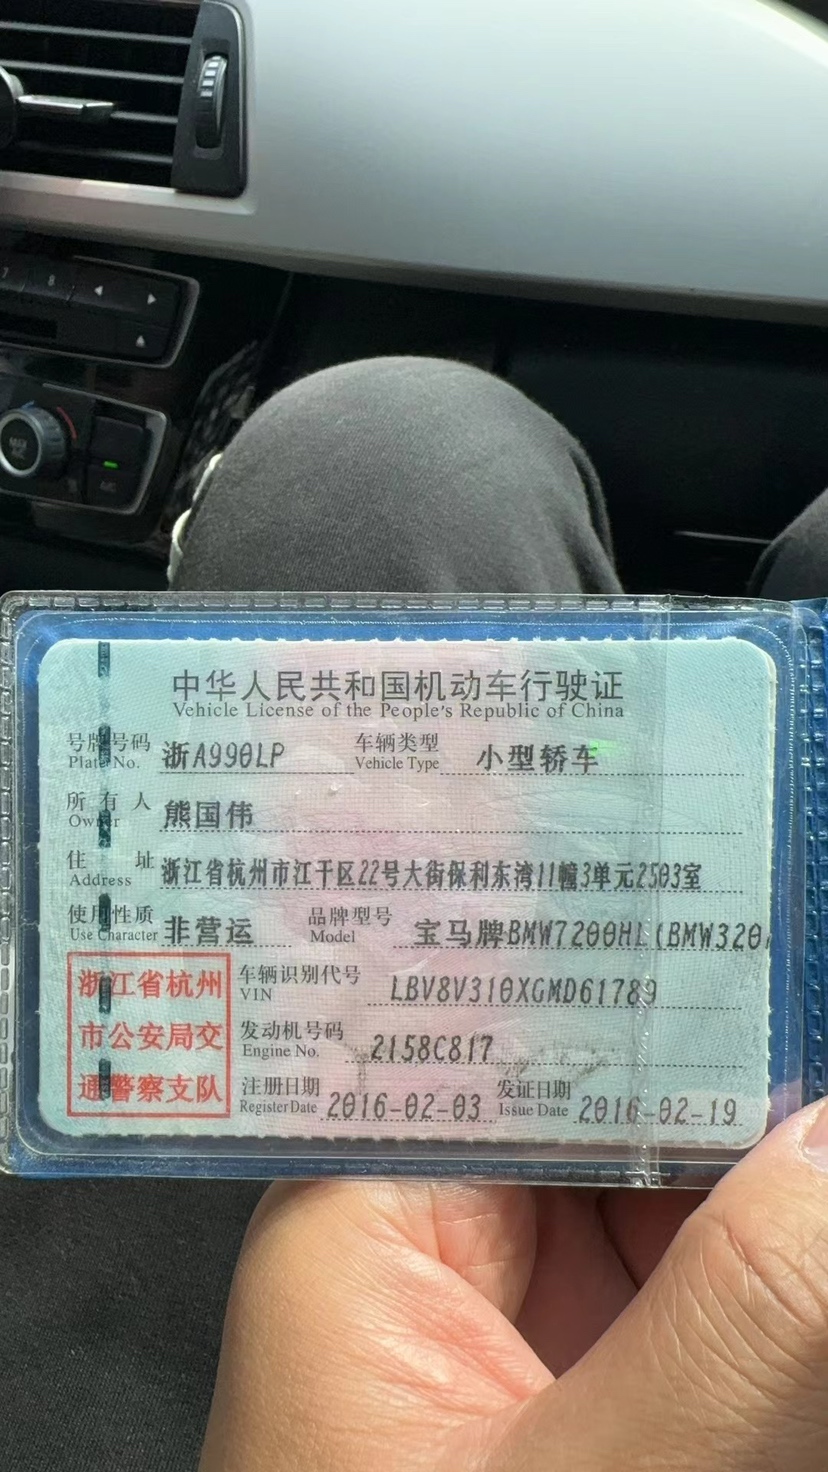 7 8
MAX
A/C
中华人民共和国机动车行驶证
Vehicle License of the People's Republic of China
号牌号码 浙A990LP 车辆类型 小型轿车
Plate No. Vehicle Type
所有人 熊国伟
Owner
住址 浙江省杭州市江干区22号大街保利东湾11幢3单元2503室
Address
使用性质 非营运 品牌型号 宝马牌BMW7200HL(BMW320
Use Character Model
浙江省杭州
市公安局交
通警察支队
车辆识别代号 LBV8V310XGMD61789
VIN
发动机号码 2158C817
Engine No.
注册日期 2016-02-03 发证日期 2016-02-19
Register Date Issue Date